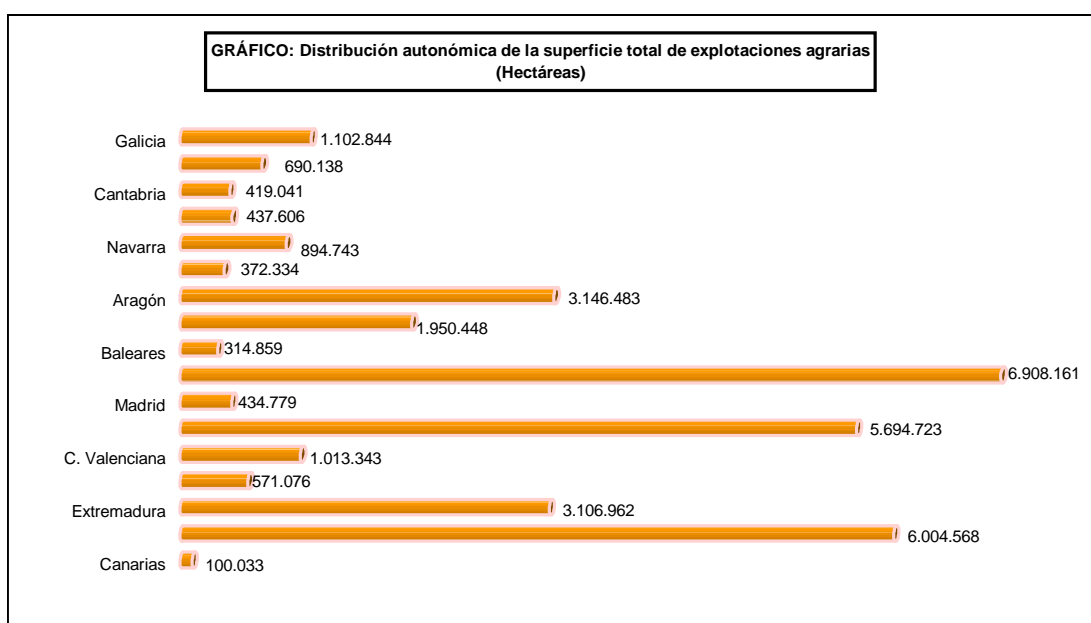 GRÁFICO: Distribución autonómica de la superficie total de explotaciones agrarias
(Hectáreas)
Galicia 1.102.844
690.138
Cantabria 419.041
437.606
Navarra 894.743
372.334
Aragón 3.146.483
1.950.448
Baleares 314.859
6.908.161
Madrid 434.779
5.694.723
C. Valenciana 1.013.343
571.076
Extremadura 3.106.962
6.004.568
Canarias 100.033